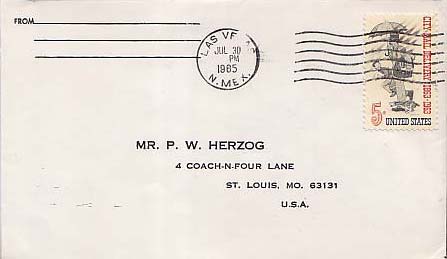 FROM
LAS VE
JUL 30
PM
1965
N. MEX.
CITY MAIL DELIVERY 1863-1963
5¢
UNITED STATES
MR. P. W. HERZOG
4 COACH-N-FOUR LANE
ST. LOUIS, MO. 63131
U.S.A.